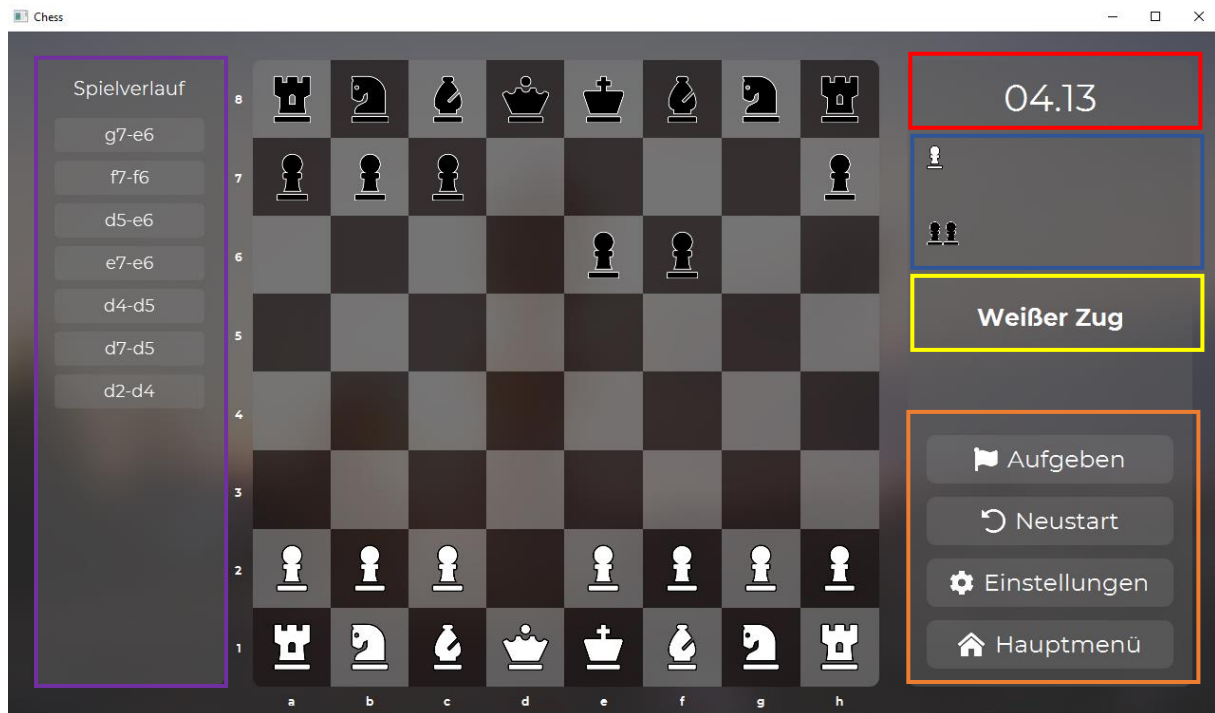 Chess
Spielverlauf
g7-e6
f7-f6
d5-e6
e7-e6
d4-d5
d7-d5
d2-d4
8
7
6
5
4
3
2
1
a b c d e f g h
04.13
Weißer Zug
Aufgeben
Neustart
Einstellungen
Hauptmenü